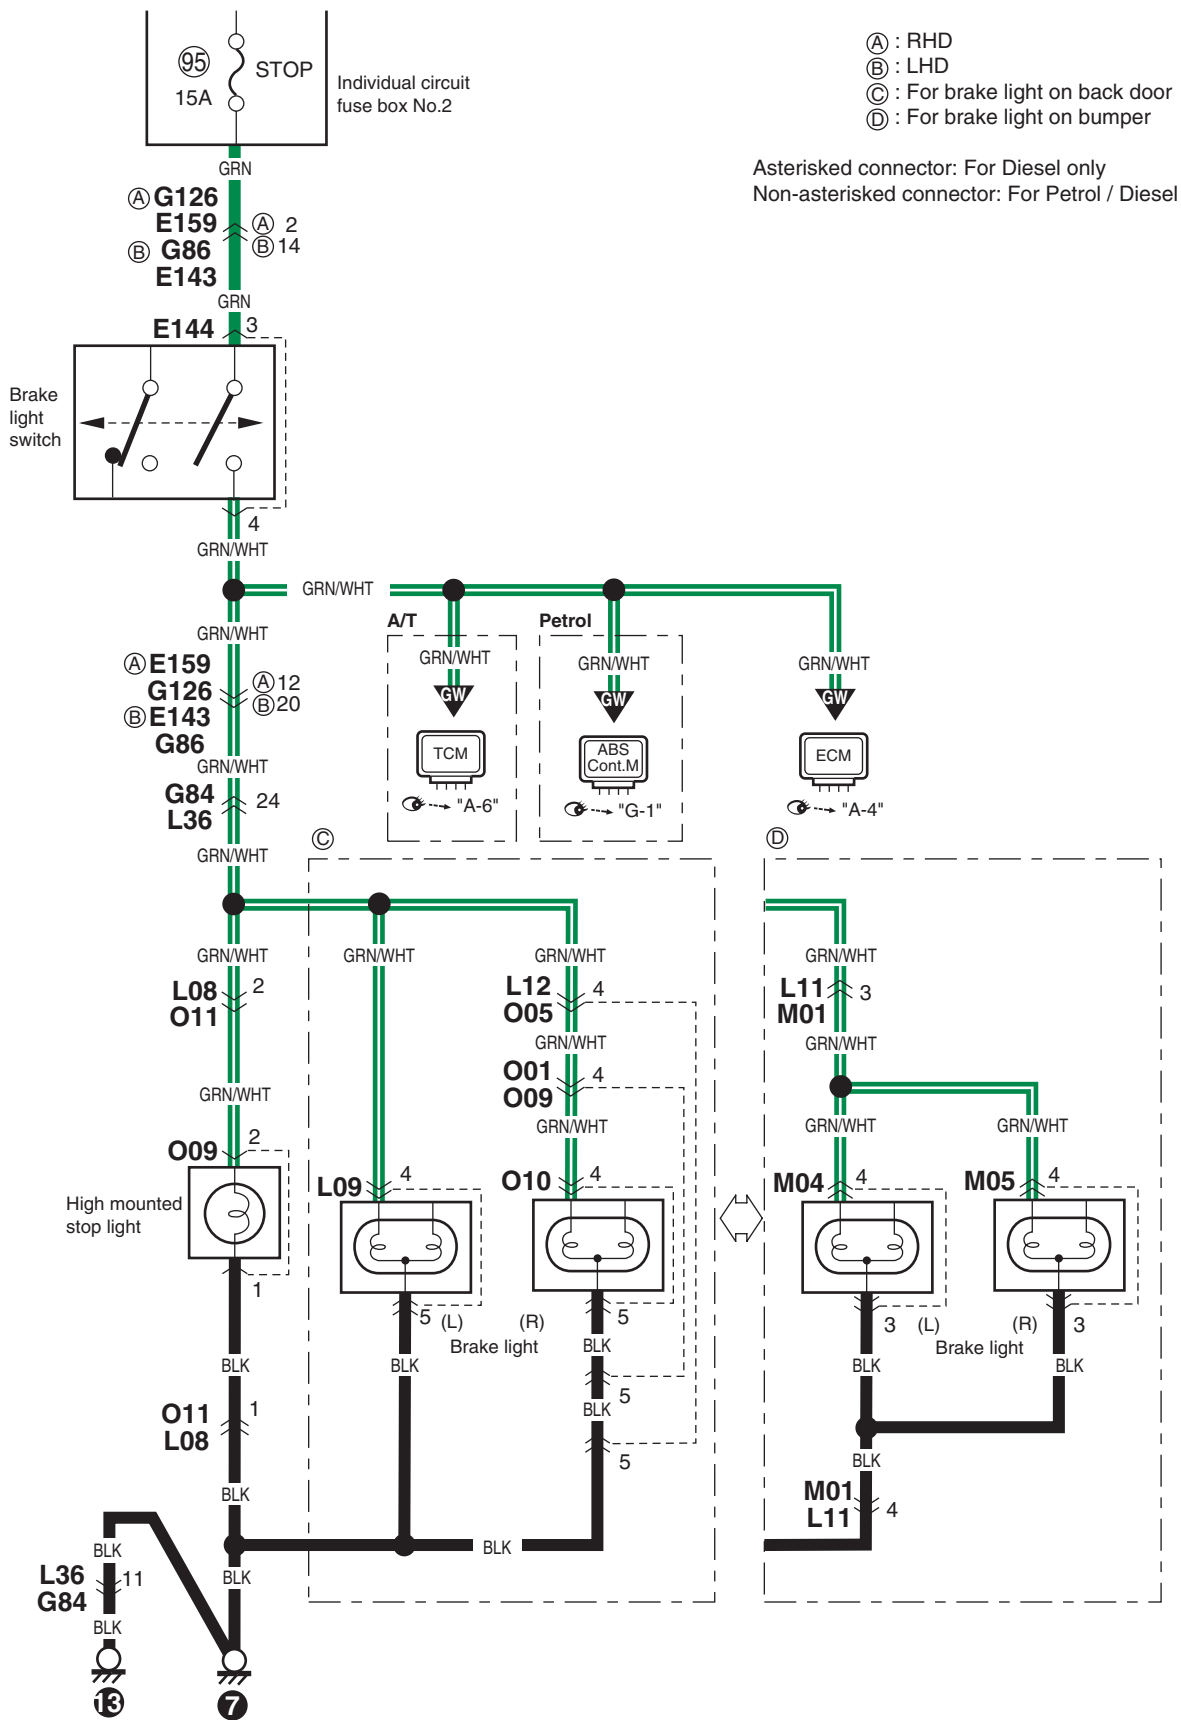 95
15A
STOP
Individual circuit
fuse box No.2
A : RHD
B : LHD
C : For brake light on back door
D : For brake light on bumper
Asterisked connector: For Diesel only
Non-asterisked connector: For Petrol / Diesel
GRN
A G126
E159 A 2
B G86 B 14
E143
GRN
E144 3
Brake
light
switch
4
GRN/WHT
GRN/WHT
GRN/WHT
A/T
Petrol
GRN/WHT
GRN/WHT
GRN/WHT
A E159
G126 A 12
B E143 B 20
G86
GW
GW
GW
TCM
ABS
Cont.M
ECM
"A-6"
"G-1"
"A-4"
GRN/WHT
G84 24
L36
GRN/WHT
C
D
GRN/WHT
GRN/WHT
GRN/WHT
GRN/WHT
L08 2
O11
L12 4
O05
L11 3
M01
GRN/WHT
GRN/WHT
O01 4
O09
GRN/WHT
GRN/WHT
GRN/WHT
GRN/WHT
O09 2
L09 4
O10 4
M04 4
M05 4
High mounted
stop light
1
5 (L)
(R) 5
Brake light
3 (L)
(R) 3
Brake light
BLK
BLK
BLK
BLK
BLK
5
BLK
O11 1
L08
5
BLK
BLK
M01
L11 4
BLK
BLK
BLK
L36 11
G84
BLK
13
7